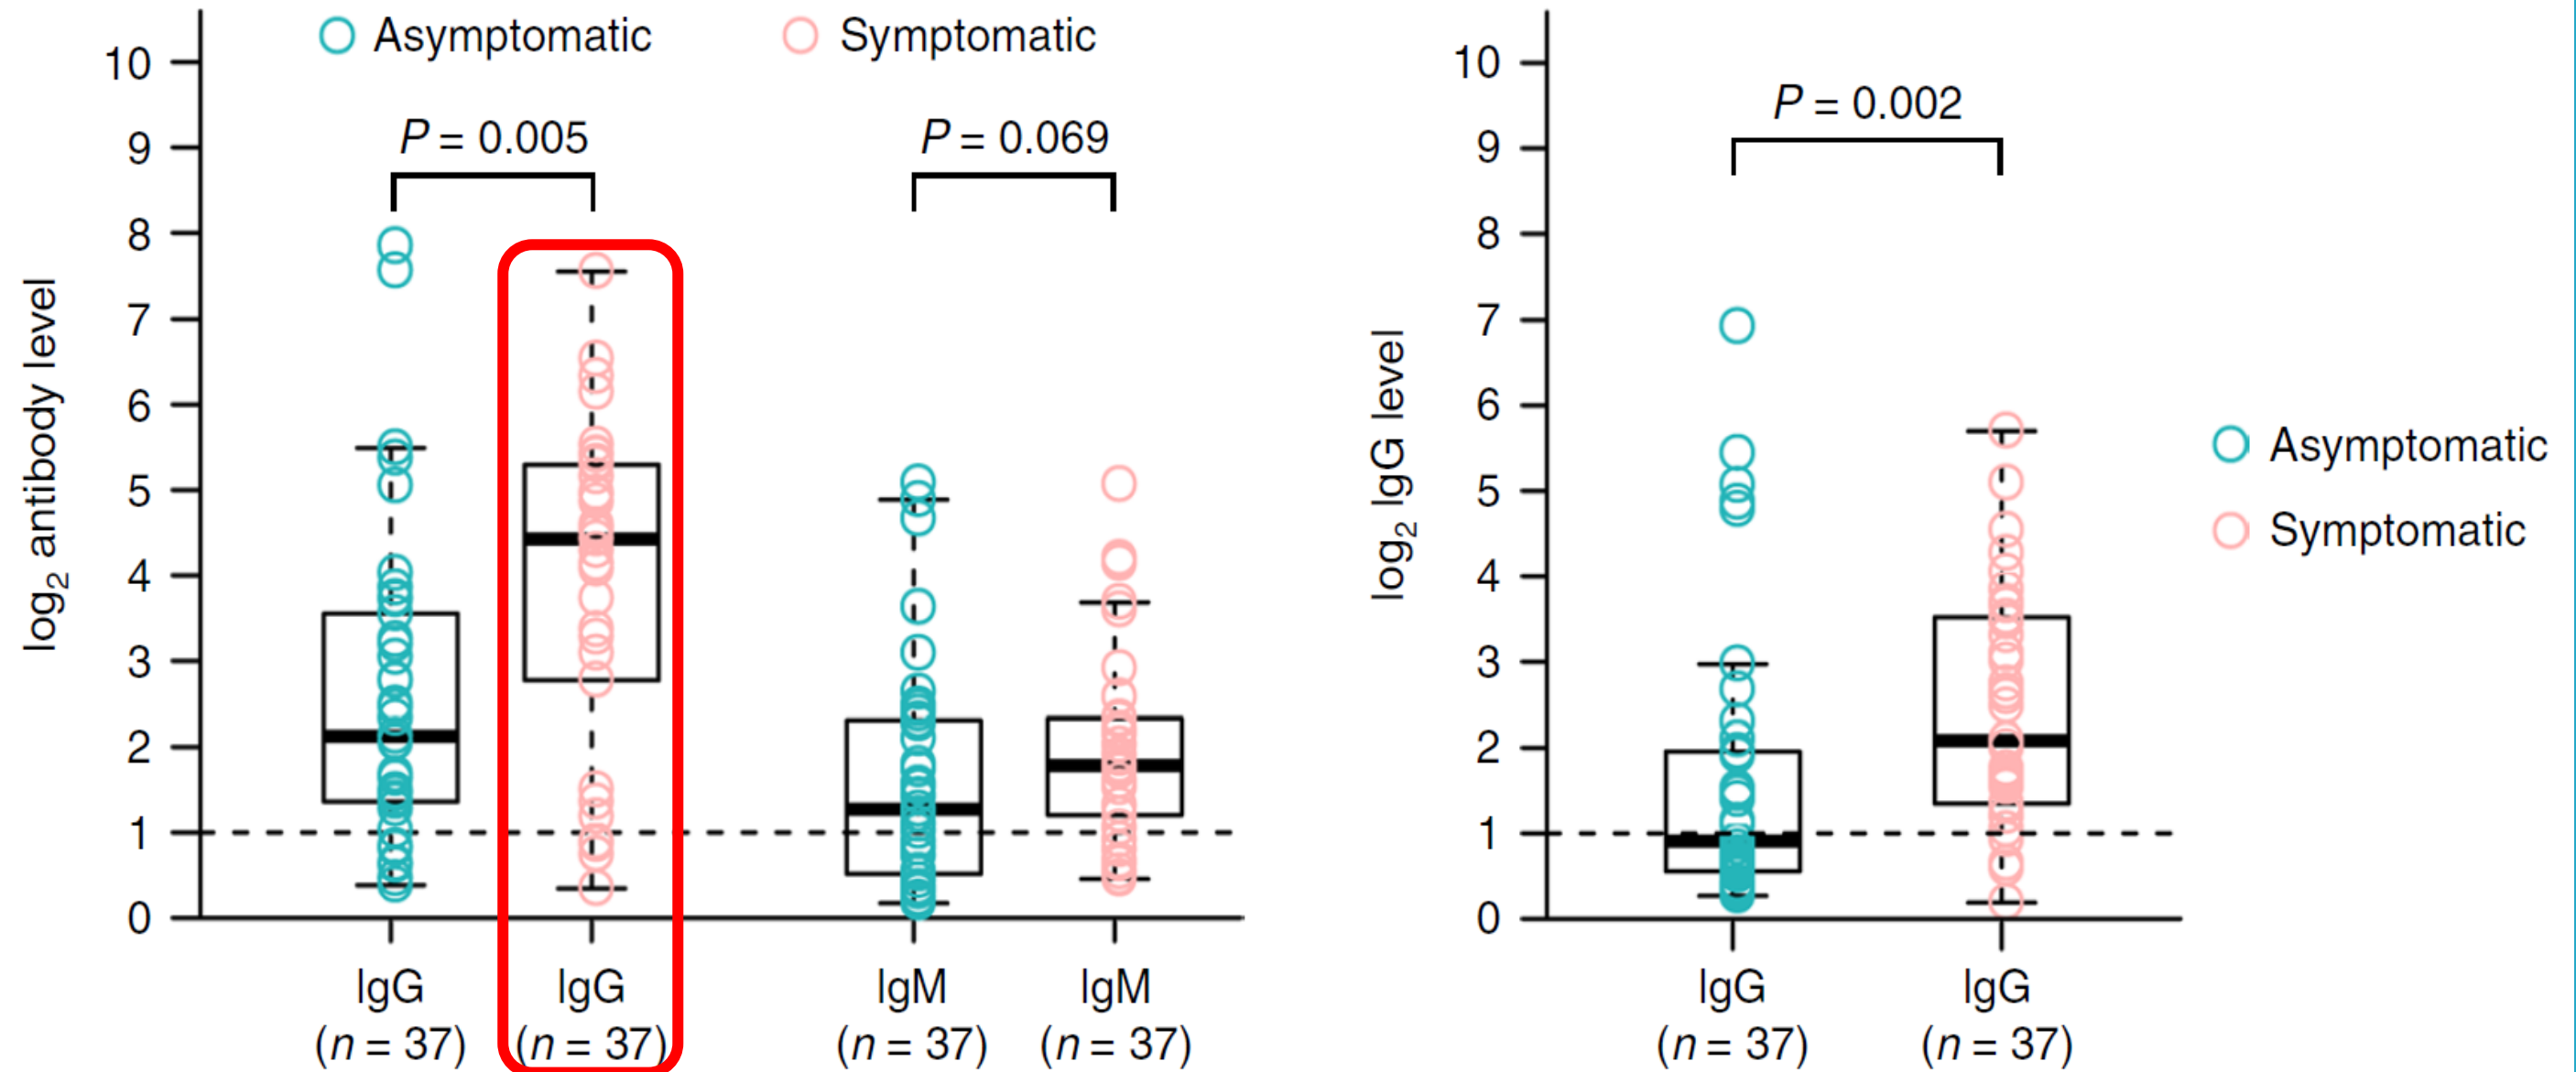 Asymptomatic
Symptomatic
P = 0.005
P = 0.069
log₂ antibody level
10
9
8
7
6
5
4
3
2
1
0
IgG
(n = 37)
IgG
(n = 37)
IgM
(n = 37)
IgM
(n = 37)
P = 0.002
log₂ IgG level
10
9
8
7
6
5
4
3
2
1
0
IgG
(n = 37)
IgG
(n = 37)
Asymptomatic
Symptomatic